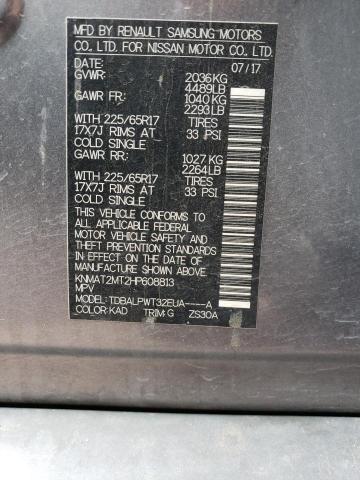 MFD BY RENAULT SAMSUNG MOTORS
CO., LTD. FOR NISSAN MOTOR CO., LTD.
DATE: 07/17
GVWR: 2036KG
4489LB
GAWR FR: 1040KG
2293LB
WITH 225/65R17 TIRES
17X7J RIMS AT 33 PSI
COLD SINGLE
GAWR RR: 1027KG
2264LB
WITH 225/65R17 TIRES
17X7J RIMS AT 33 PSI
COLD SINGLE
THIS VEHICLE CONFORMS TO
ALL APPLICABLE FEDERAL
MOTOR VEHICLE SAFETY AND
THEFT PREVENTION STANDARDS
IN EFFECT ON THE DATE OF
MANUFACTURE SHOWN ABOVE.
KNMAT2MT2HP608813
MPV
MODEL: TDBALPWT32EUA----A
COLOR: KAD TRIM: G ZS30A